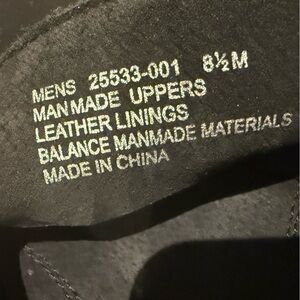 MENS 25533-001 8½M
MAN MADE UPPERS
LEATHER LININGS
BALANCE MANMADE MATERIALS
MADE IN CHINA